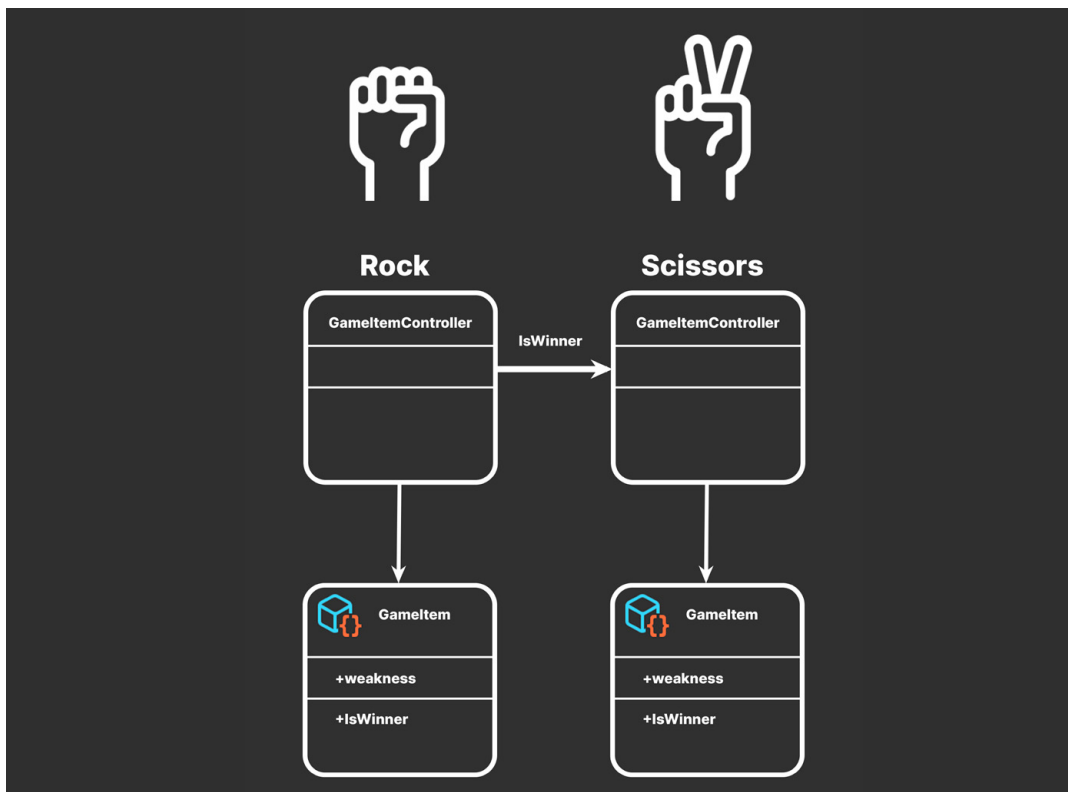 Rock
Scissors
GameItemController
GameItemController
IsWinner
GameItem
GameItem
+weakness
+weakness
+IsWinner
+IsWinner